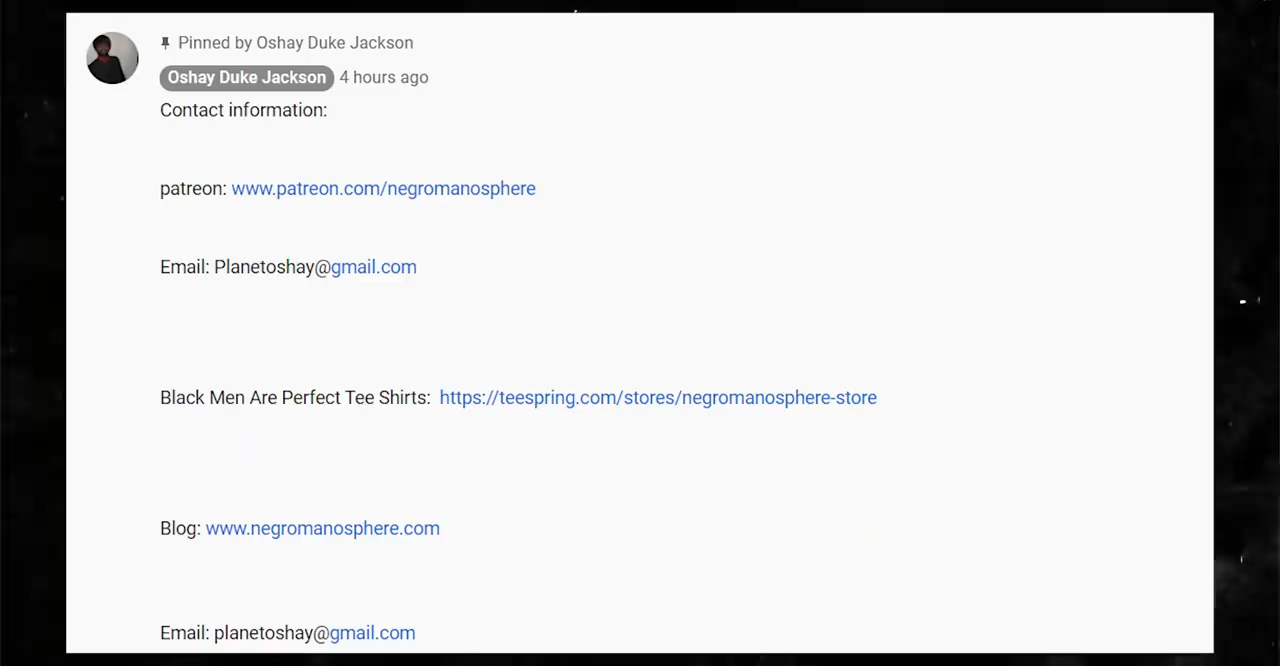 Pinned by Oshay Duke Jackson
Oshay Duke Jackson 4 hours ago
Contact information:
patreon: www.patreon.com/negromanosphere
Email: Planetoshay@gmail.com
Black Men Are Perfect Tee Shirts: https://teespring.com/stores/negromanosphere-store
Blog: www.negromanosphere.com
Email: planetoshay@gmail.com